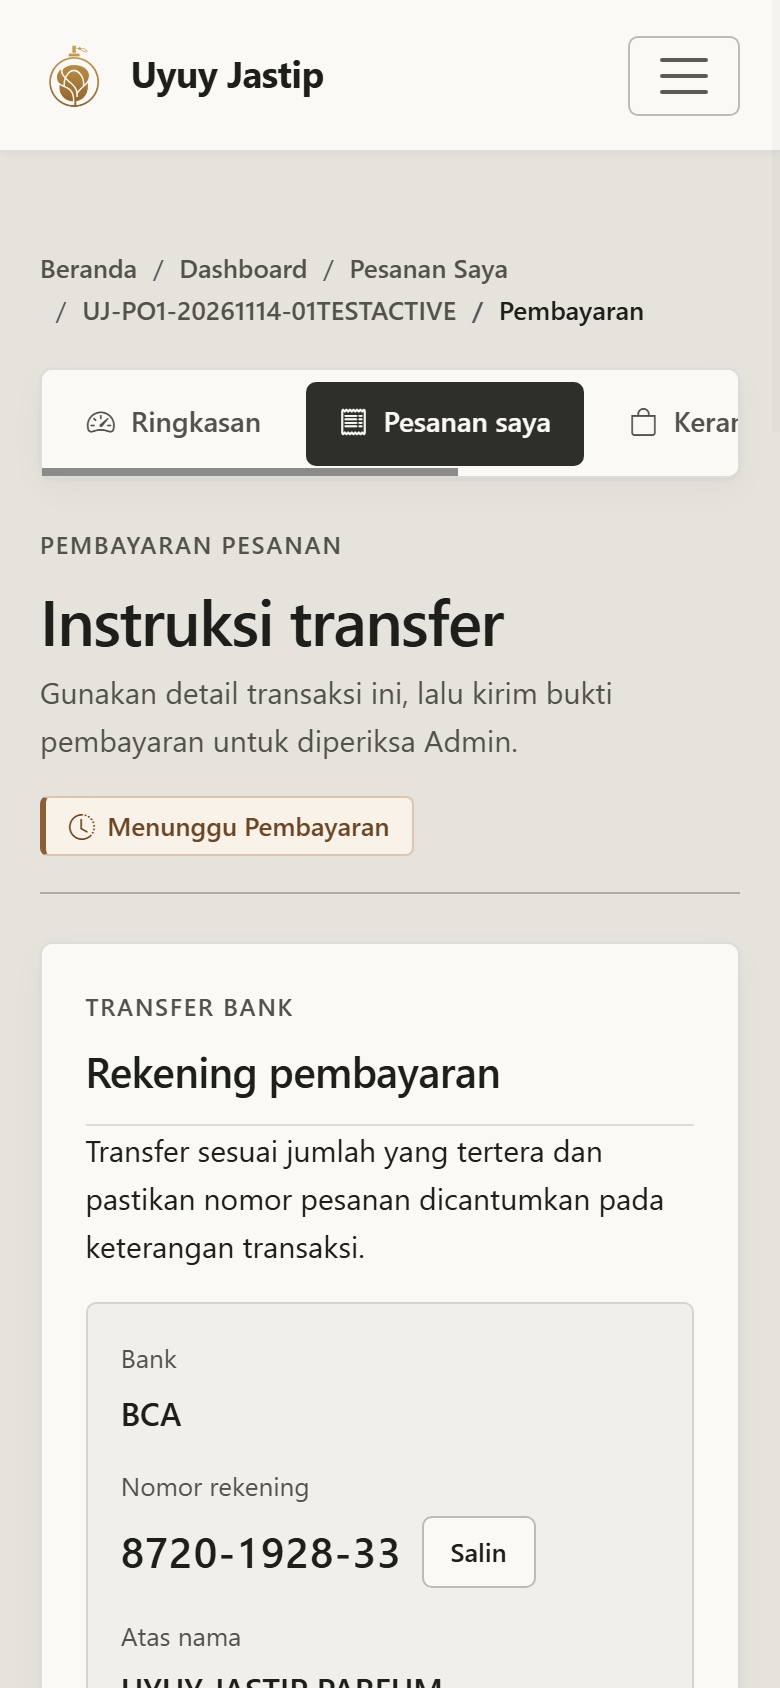 Uyuy Jastip
Beranda / Dashboard / Pesanan Saya
/ UJ-PO1-20261114-01TESTACTIVE / Pembayaran
Ringkasan Pesanan saya
PEMBAYARAN PESANAN
Instruksi transfer
Gunakan detail transaksi ini, lalu kirim bukti
pembayaran untuk diperiksa Admin.
Menunggu Pembayaran
TRANSFER BANK
Rekening pembayaran
Transfer sesuai jumlah yang tertera dan
pastikan nomor pesanan dicantumkan pada
keterangan transaksi.
Bank
BCA
Nomor rekening
8720-1928-33 Salin
Atas nama
UYUY JASTIP PARFUM